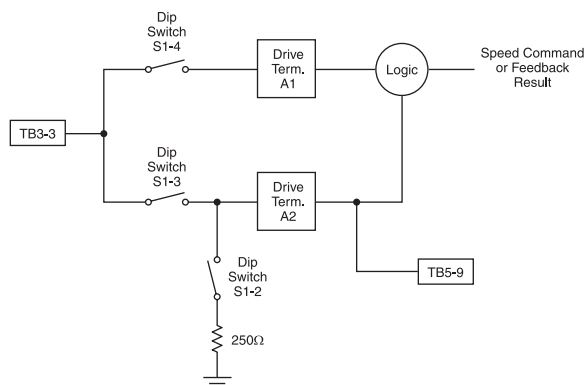 Dip
Switch
S1-4
Drive
Term.
A1
Logic
Speed Command
or Feedback
Result
TB3-3
Dip
Switch
S1-3
Drive
Term.
A2
Dip
Switch
S1-2
TB5-9
250Ω